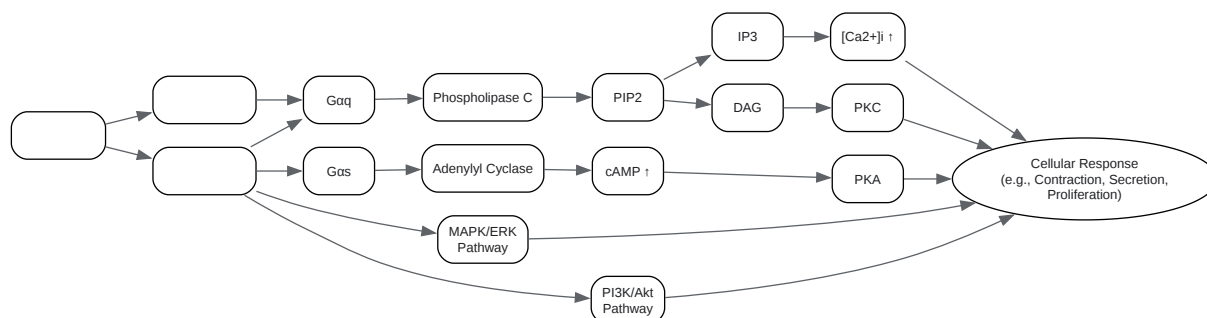 IP3
[Ca2+]i ↑
Gαq
Phospholipase C
PIP2
DAG
PKC
Gαs
Adenylyl Cyclase
cAMP ↑
PKA
Cellular Response
(e.g., Contraction, Secretion,
Proliferation)
MAPK/ERK
Pathway
PI3K/Akt
Pathway